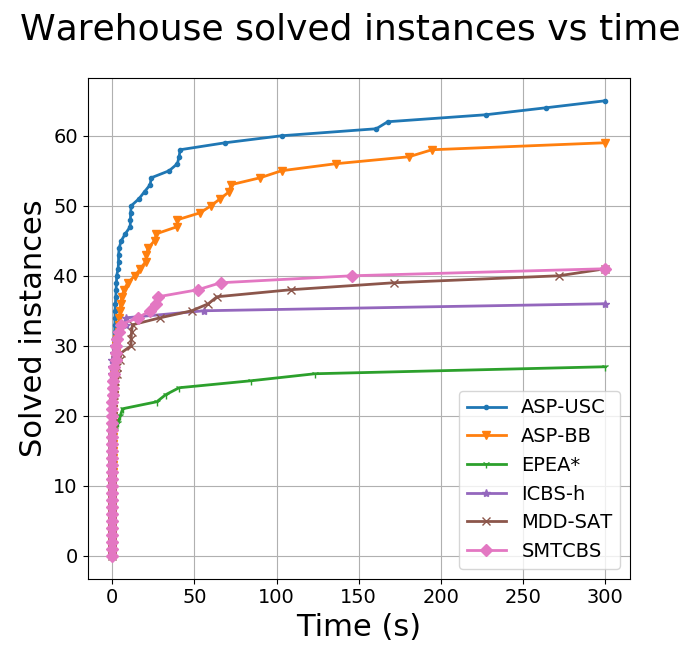 Warehouse solved instances vs time
Solved instances
60
50
40
30
20
10
0
0 50 100 150 200 250 300
Time (s)
ASP-USC
ASP-BB
EPEA*
ICBS-h
MDD-SAT
SMTCBS